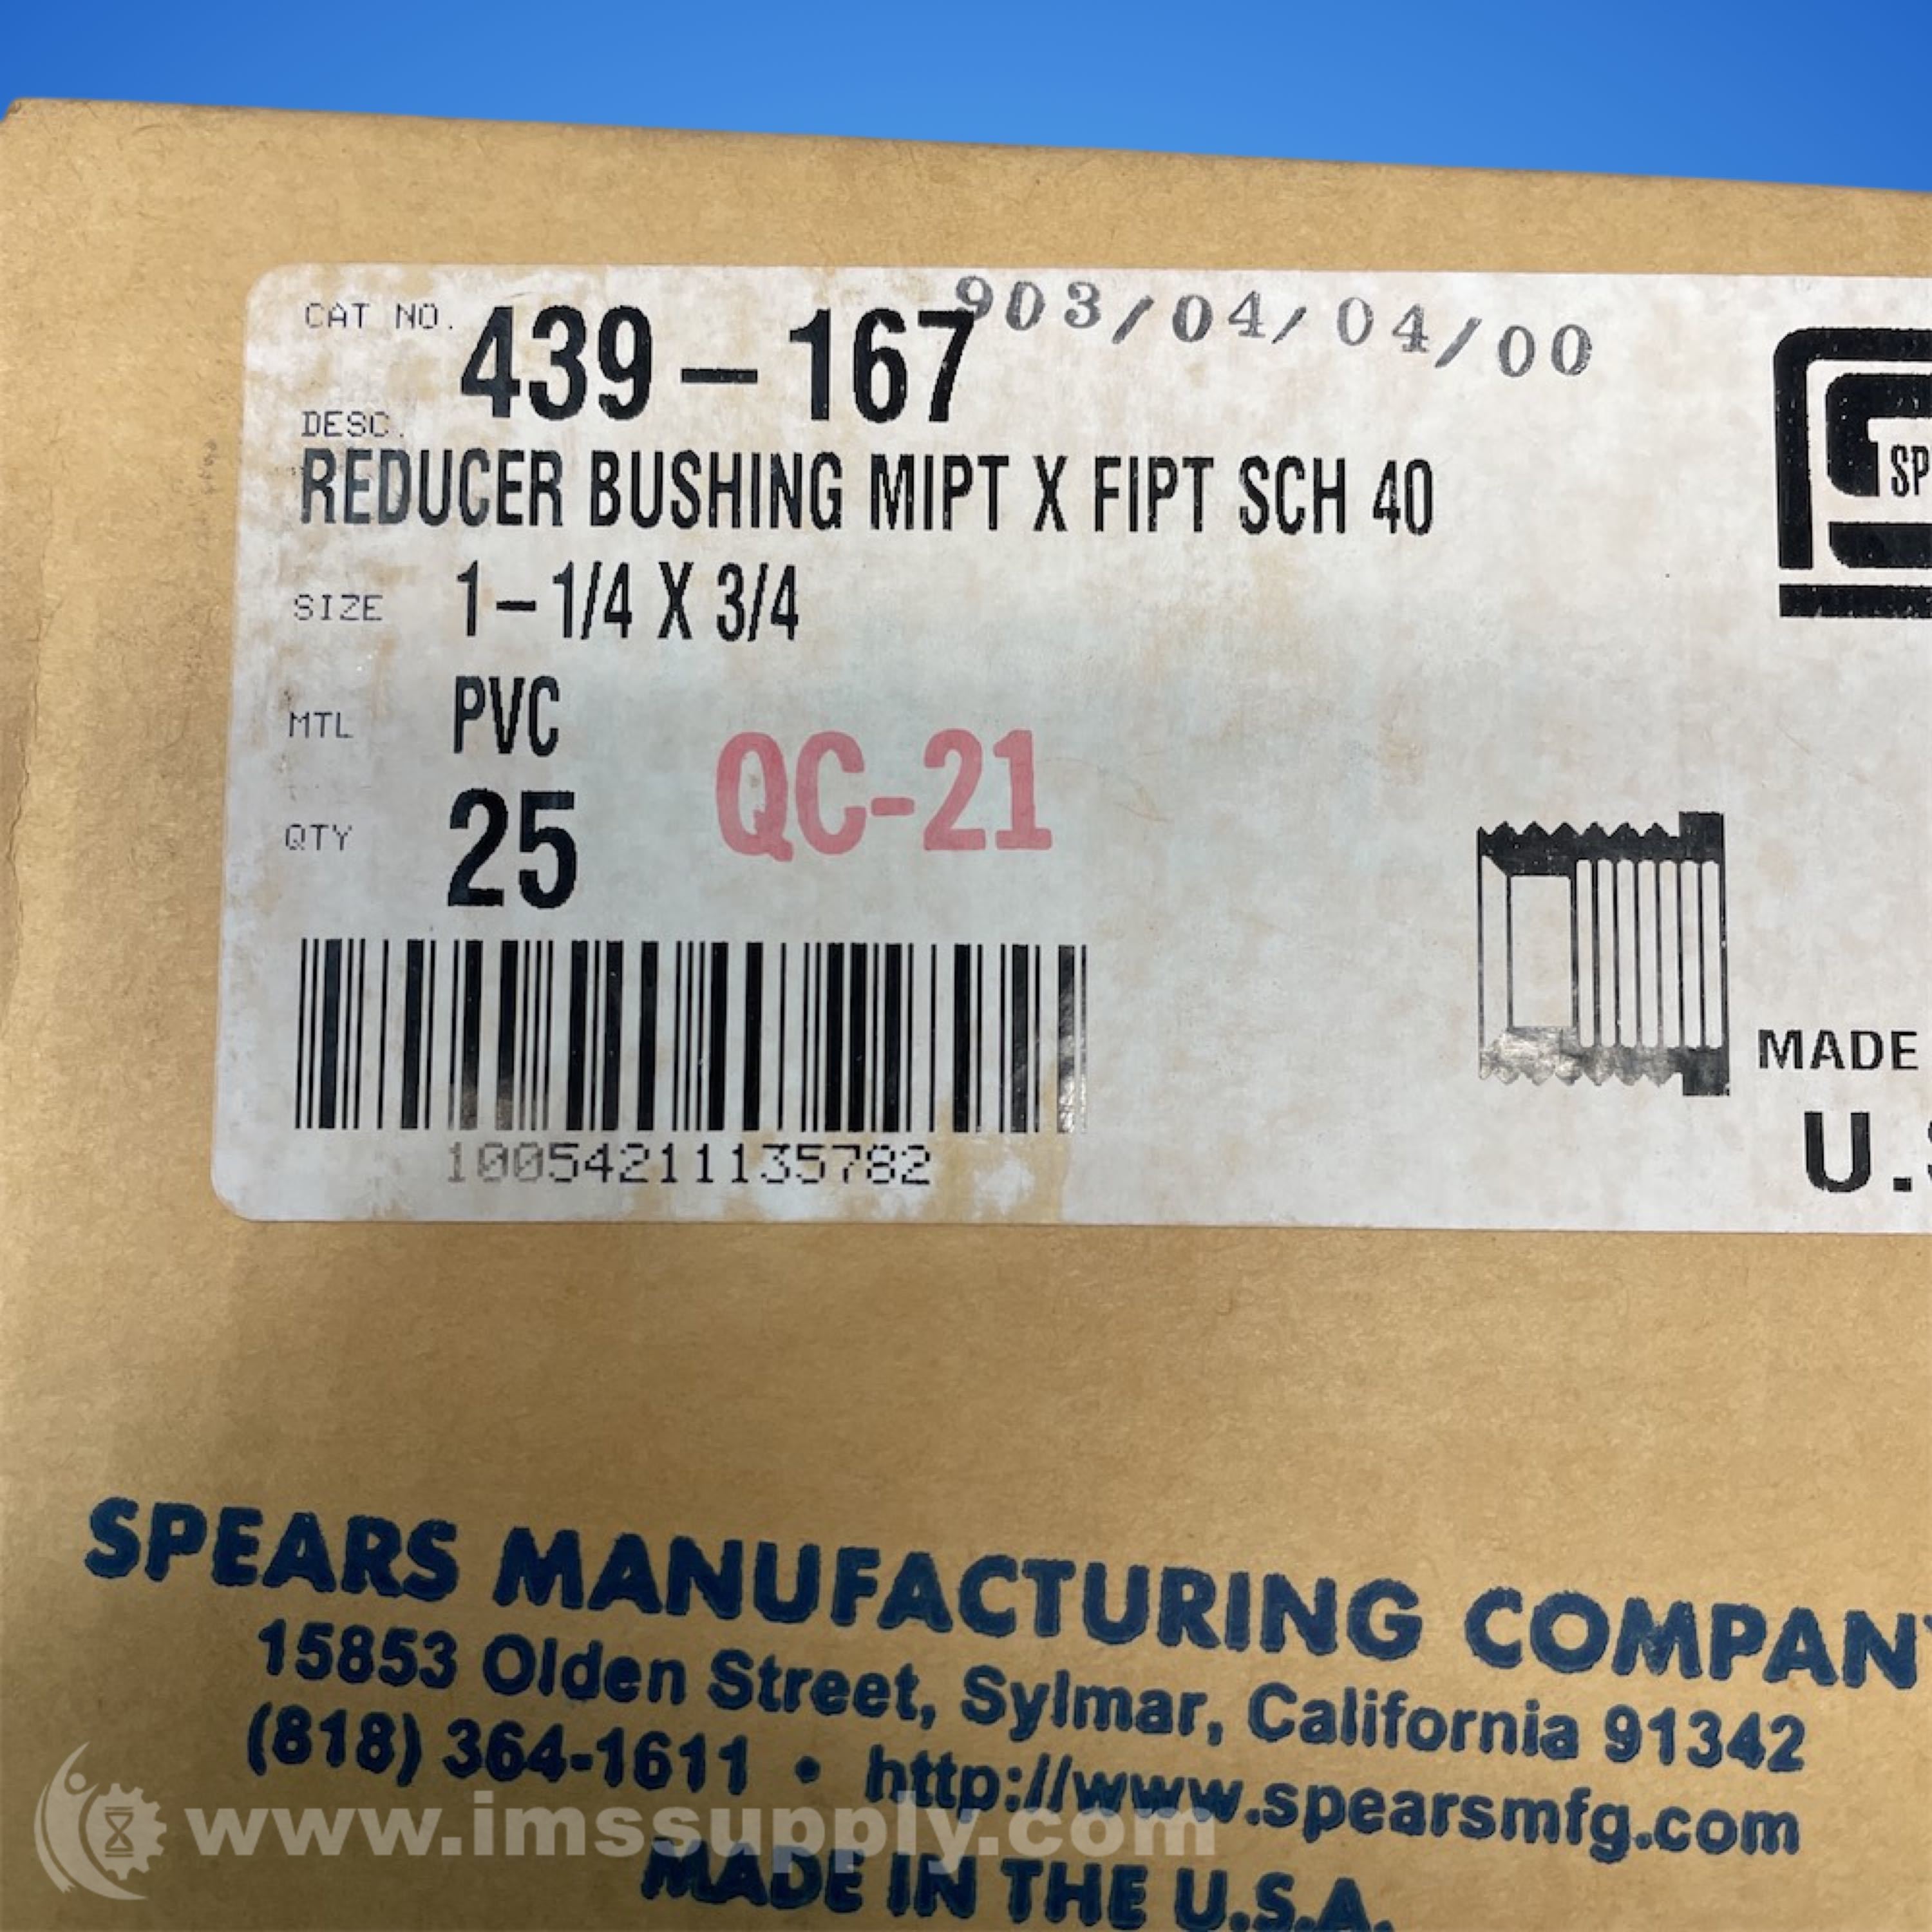 CAT NO. 439-167 903/04/04/00
DESC.
REDUCER BUSHING MIPT X FIPT SCH 40
SIZE 1-1/4 X 3/4
MTL PVC
QTY 25 QC-21
10054211135782
SP
MADE
U.S
SPEARS MANUFACTURING COMPANY
15853 Olden Street, Sylmar, California 91342
(818) 364-1611 • http://www.spearsmfg.com
www.imssupply.com
MADE IN THE U.S.A.